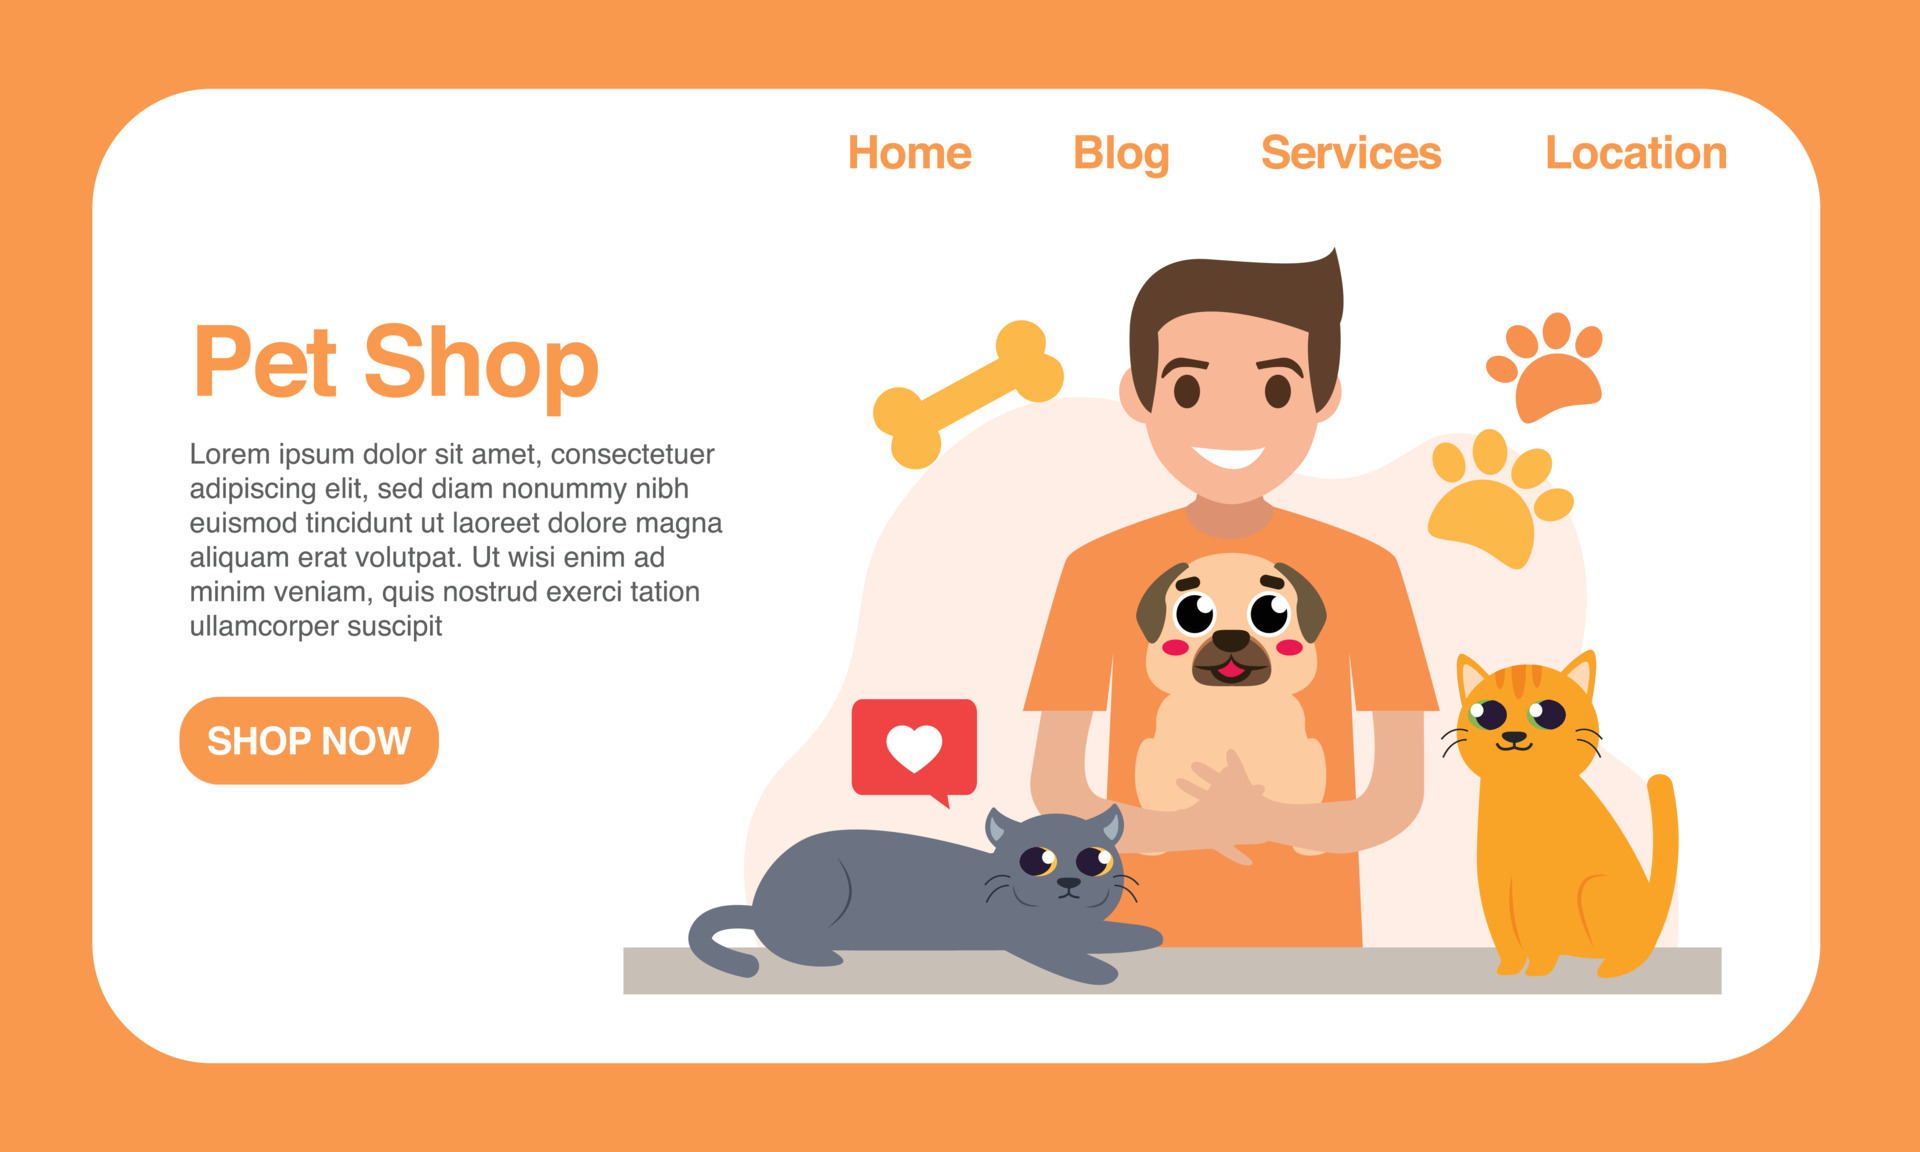 Home Blog Services Location
Pet Shop
Lorem ipsum dolor sit amet, consectetuer
adipiscing elit, sed diam nonummy nibh
euismod tincidunt ut laoreet dolore magna
aliquam erat volutpat. Ut wisi enim ad
minim veniam, quis nostrud exerci tation
ullamcorper suscipit
SHOP NOW